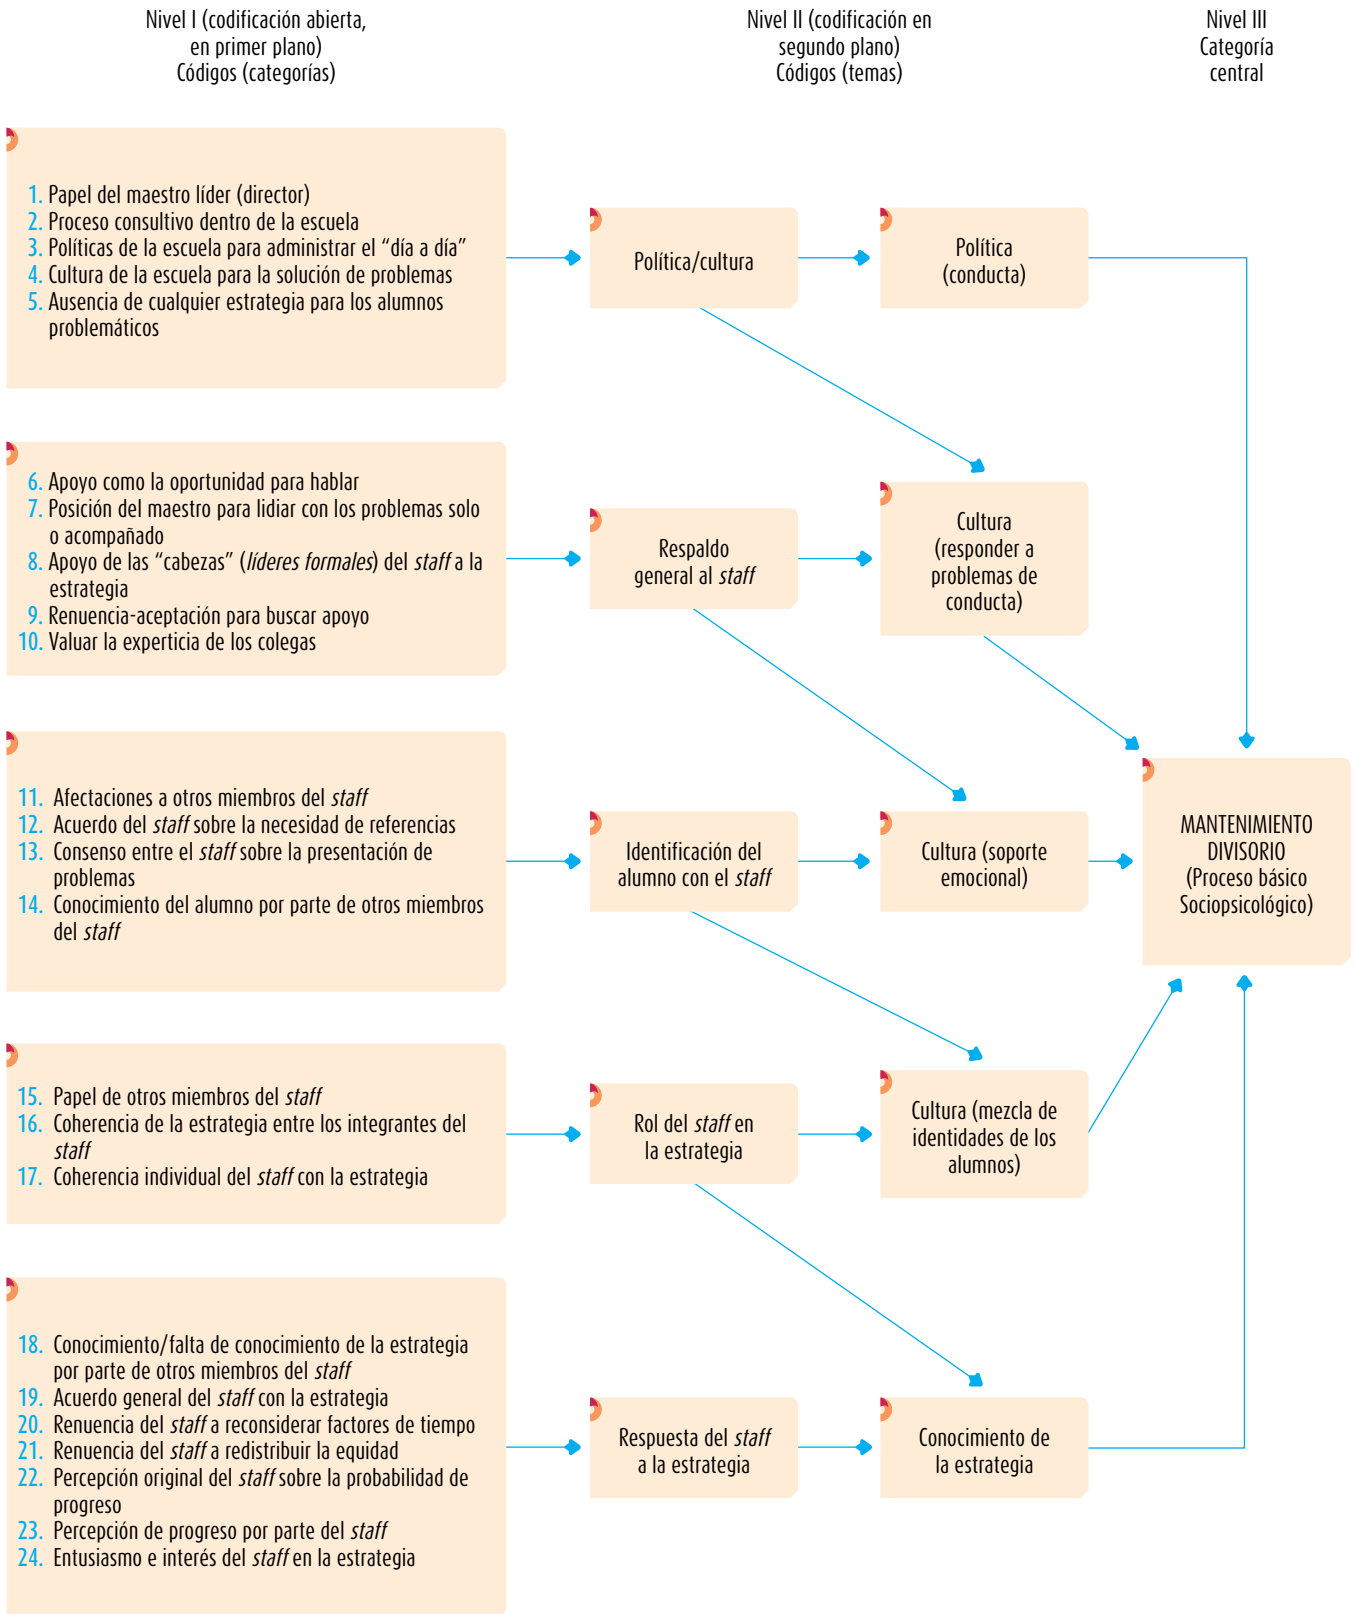 Nivel I (codificación abierta,
en primer plano)
Códigos (categorías)
Nivel II (codificación en
segundo plano)
Códigos (temas)
Nivel III
Categoría
central
1. Papel del maestro líder (director)
2. Proceso consultivo dentro de la escuela
3. Políticas de la escuela para administrar el “día a día”
4. Cultura de la escuela para la solución de problemas
5. Ausencia de cualquier estrategia para los alumnos
problemáticos
Política/cultura
Política
(conducta)
6. Apoyo como la oportunidad para hablar
7. Posición del maestro para lidiar con los problemas solo
o acompañado
8. Apoyo de las “cabezas” (líderes formales) del staff a la
estrategia
9. Renuencia-aceptación para buscar apoyo
10. Valuar la experticia de los colegas
Respaldo
general al staff
Cultura
(responder a
problemas de
conducta)
11. Afectaciones a otros miembros del staff
12. Acuerdo del staff sobre la necesidad de referencias
13. Consenso entre el staff sobre la presentación de
problemas
14. Conocimiento del alumno por parte de otros miembros
del staff
Identificación del
alumno con el staff
Cultura (soporte
emocional)
MANTENIMIENTO
DIVISORIO
(Proceso básico
Sociopsicológico)
15. Papel de otros miembros del staff
16. Coherencia de la estrategia entre los integrantes del
staff
17. Coherencia individual del staff con la estrategia
Rol del staff en
la estrategia
Cultura (mezcla de
identidades de los
alumnos)
18. Conocimiento/falta de conocimiento de la estrategia
por parte de otros miembros del staff
19. Acuerdo general del staff con la estrategia
20. Renuencia del staff a reconsiderar factores de tiempo
21. Renuencia del staff a redistribuir la equidad
22. Percepción original del staff sobre la probabilidad de
progreso
23. Percepción de progreso por parte del staff
24. Entusiasmo e interés del staff en la estrategia
Respuesta del staff
a la estrategia
Conocimiento de
la estrategia